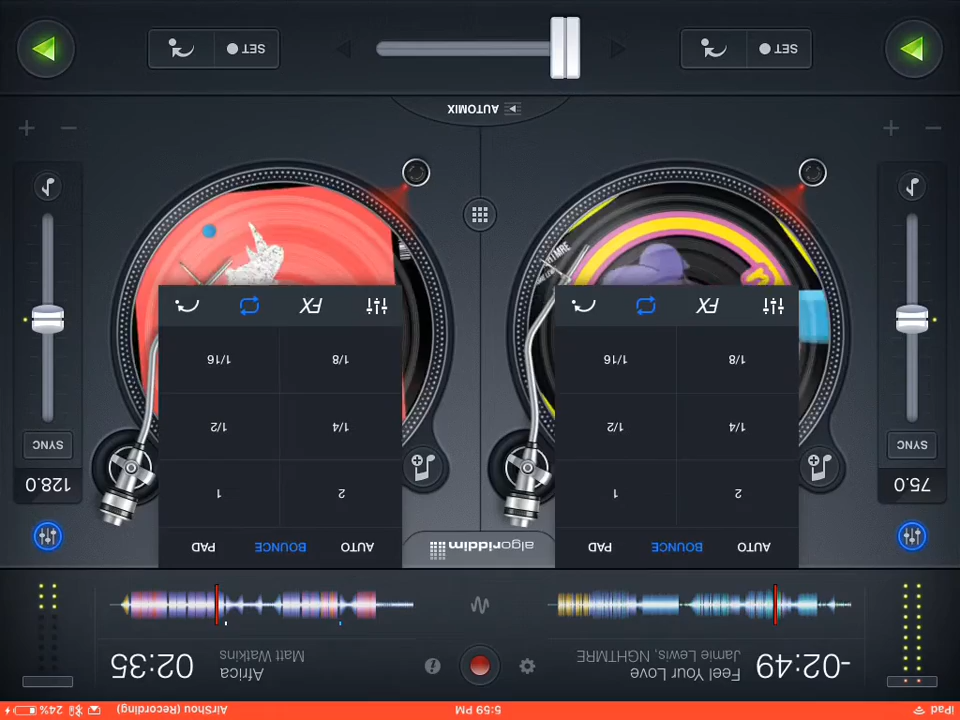 iPad 5:59 PM AirShou (Recording) 24%
-02:49 Feel Your Love Africa 02:35
Jamie Lewis, NGHTMRE Matt Watkins
AUTO BOUNCE PAD algoriddim AUTO BOUNCE PAD
75.0 2 1 2 1 128.0
SYNC 1/4 1/2 1/4 1/2 SYNC
1/8 1/16 1/8 1/16
FX FX
AUTOMIX
SET SET